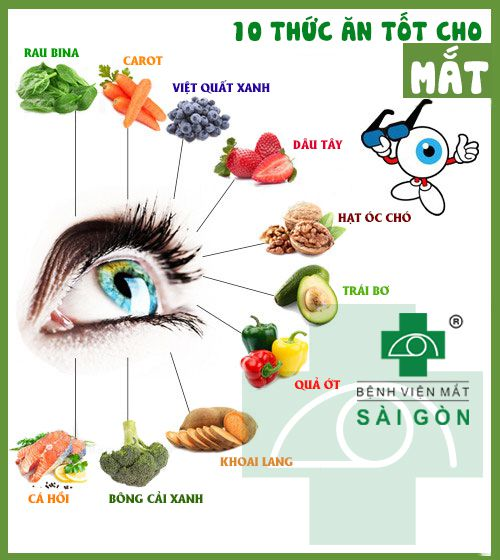 10 THỨC ĂN TỐT CHO
MẮT
RAU BINA
CAROT
VIỆT QUẤT XANH
DÂU TÂY
HẠT ÓC CHÓ
TRÁI BƠ
QUẢ ỚT
KHOAI LANG
BÔNG CẢI XANH
CÁ HỒI
®
BỆNH VIỆN MẮT
SÀI GÒN